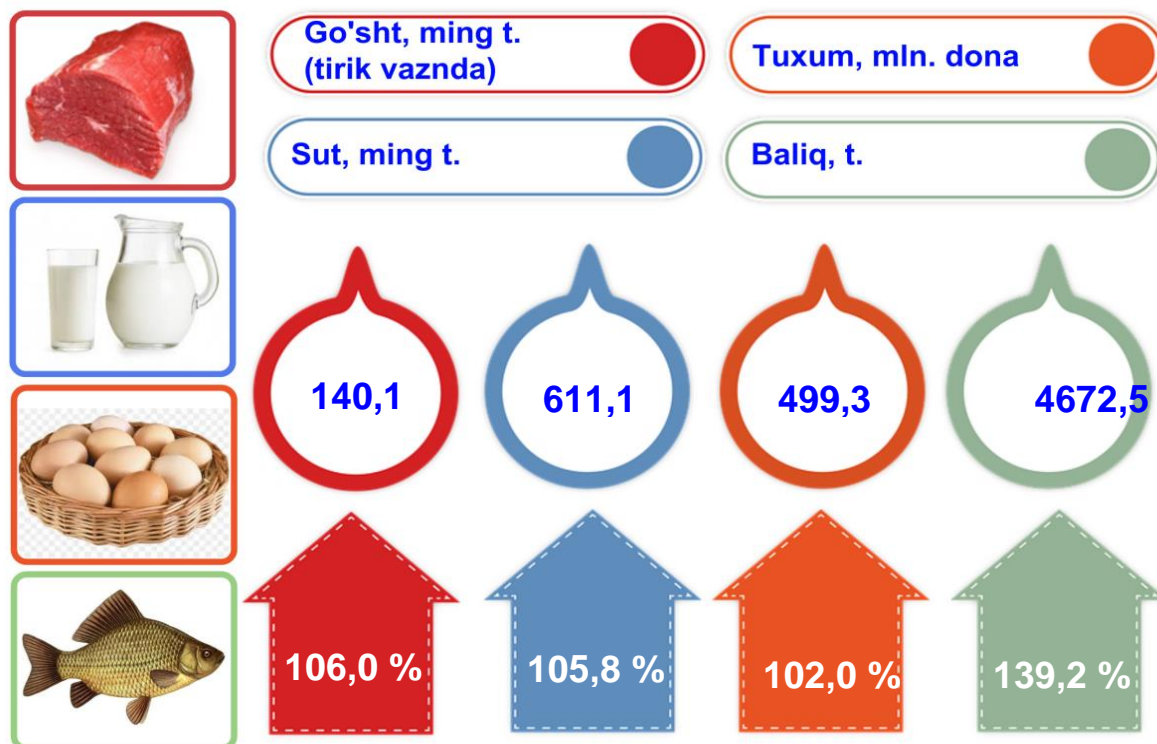 Go'sht, ming t.
(tirik vaznda)
Tuxum, mln. dona
Sut, ming t.
Baliq, t.
140,1
611,1
499,3
4672,5
106,0 %
105,8 %
102,0 %
139,2 %